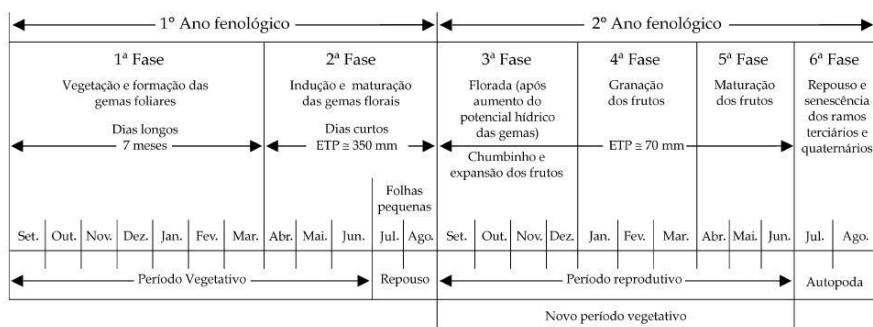 1º Ano fenológico
2º Ano fenológico
1ª Fase
Vegetação e formação das
gemas foliares
Dias longos
7 meses
2ª Fase
Indução e maturação
das gemas florais
Dias curtos
ETP ≅ 350 mm
Folhas
pequenas
3ª Fase
Florada (após
aumento do
potencial hídrico
das gemas)
Chumbinho e
expansão dos frutos
4ª Fase
Granação
dos frutos
ETP ≅ 70 mm
5ª Fase
Maturação
dos frutos
6ª Fase
Repouso e
senescência
dos ramos
terciários e
quaternários
Set. Out. Nov. Dez. Jan. Fev. Mar. Abr. Mai. Jun. Jul. Ago. Set. Out. Nov. Dez. Jan. Fev. Mar. Abr. Mai. Jun. Jul. Ago.
Período Vegetativo Repouso Período reprodutivo Autopoda
Novo período vegetativo